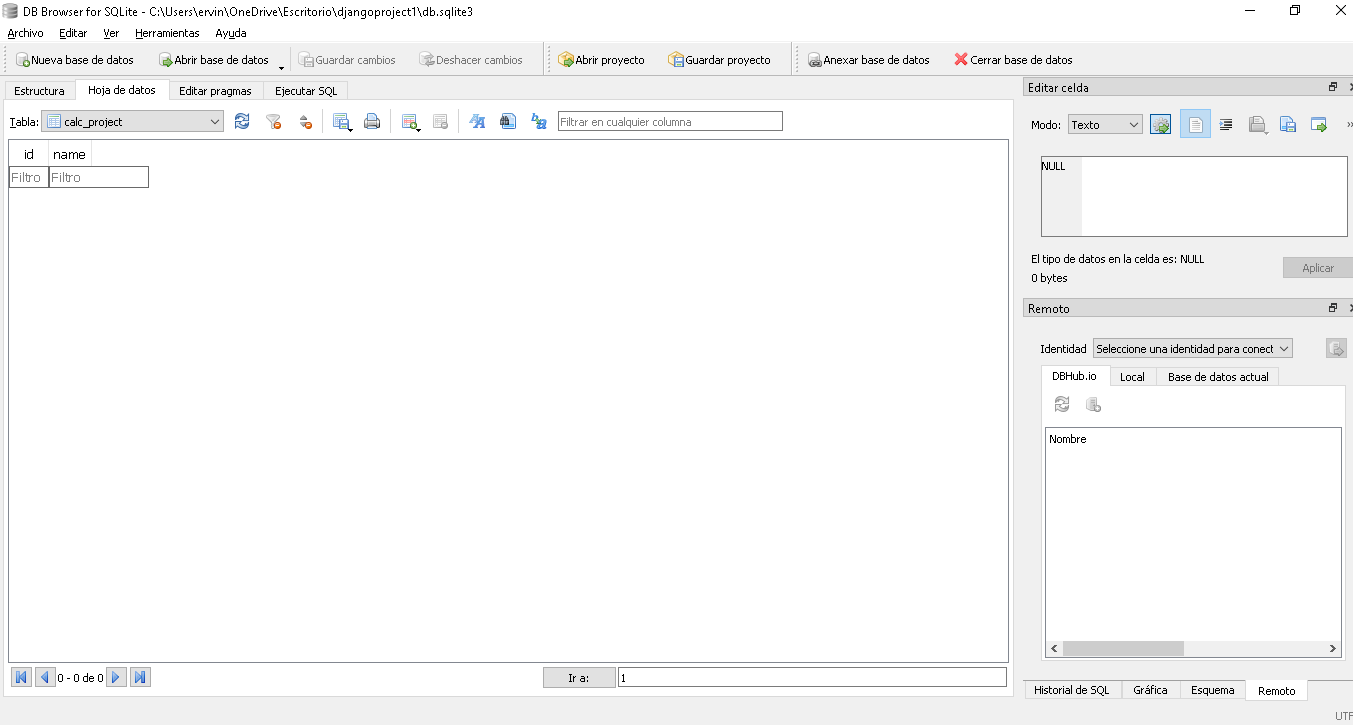 DB Browser for SQLite - C:\Users\ervin\OneDrive\Escritorio\djangoproject1\db.sqlite3
Archivo Editar Ver Herramientas Ayuda
Nueva base de datos Abrir base de datos Guardar cambios Deshacer cambios Abrir proyecto Guardar proyecto Anexar base de datos Cerrar base de datos
Estructura Hoja de datos Editar pragmas Ejecutar SQL
Tabla: calc_project Filtrar en cualquier columna
id name
Filtro Filtro
0 - 0 de 0 Ir a: 1
Editar celda
Modo: Texto
NULL
El tipo de datos en la celda es: NULL
0 bytes
Aplicar
Remoto
Identidad Seleccione una identidad para conect
DBHub.io Local Base de datos actual
Nombre
Historial de SQL Gráfica Esquema Remoto
UTF